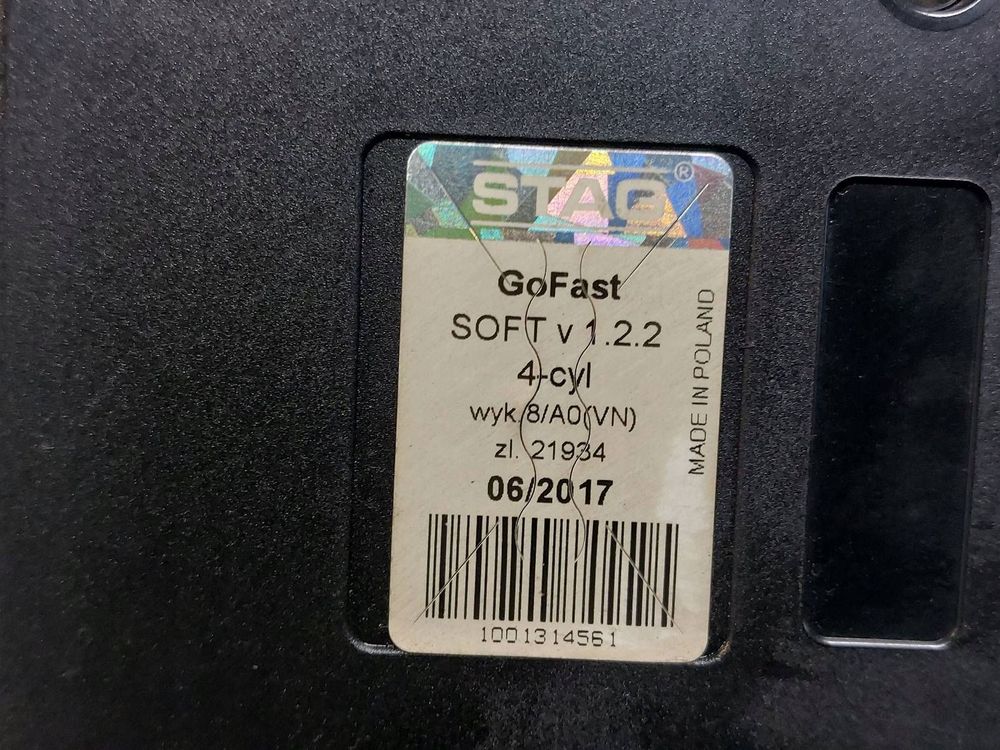 STAG®
GoFast
SOFT v 1.2.2
4-cyl
wyk.8/A0(VN)
zl. 21934
06/2017
1001314561
MADE IN POLAND